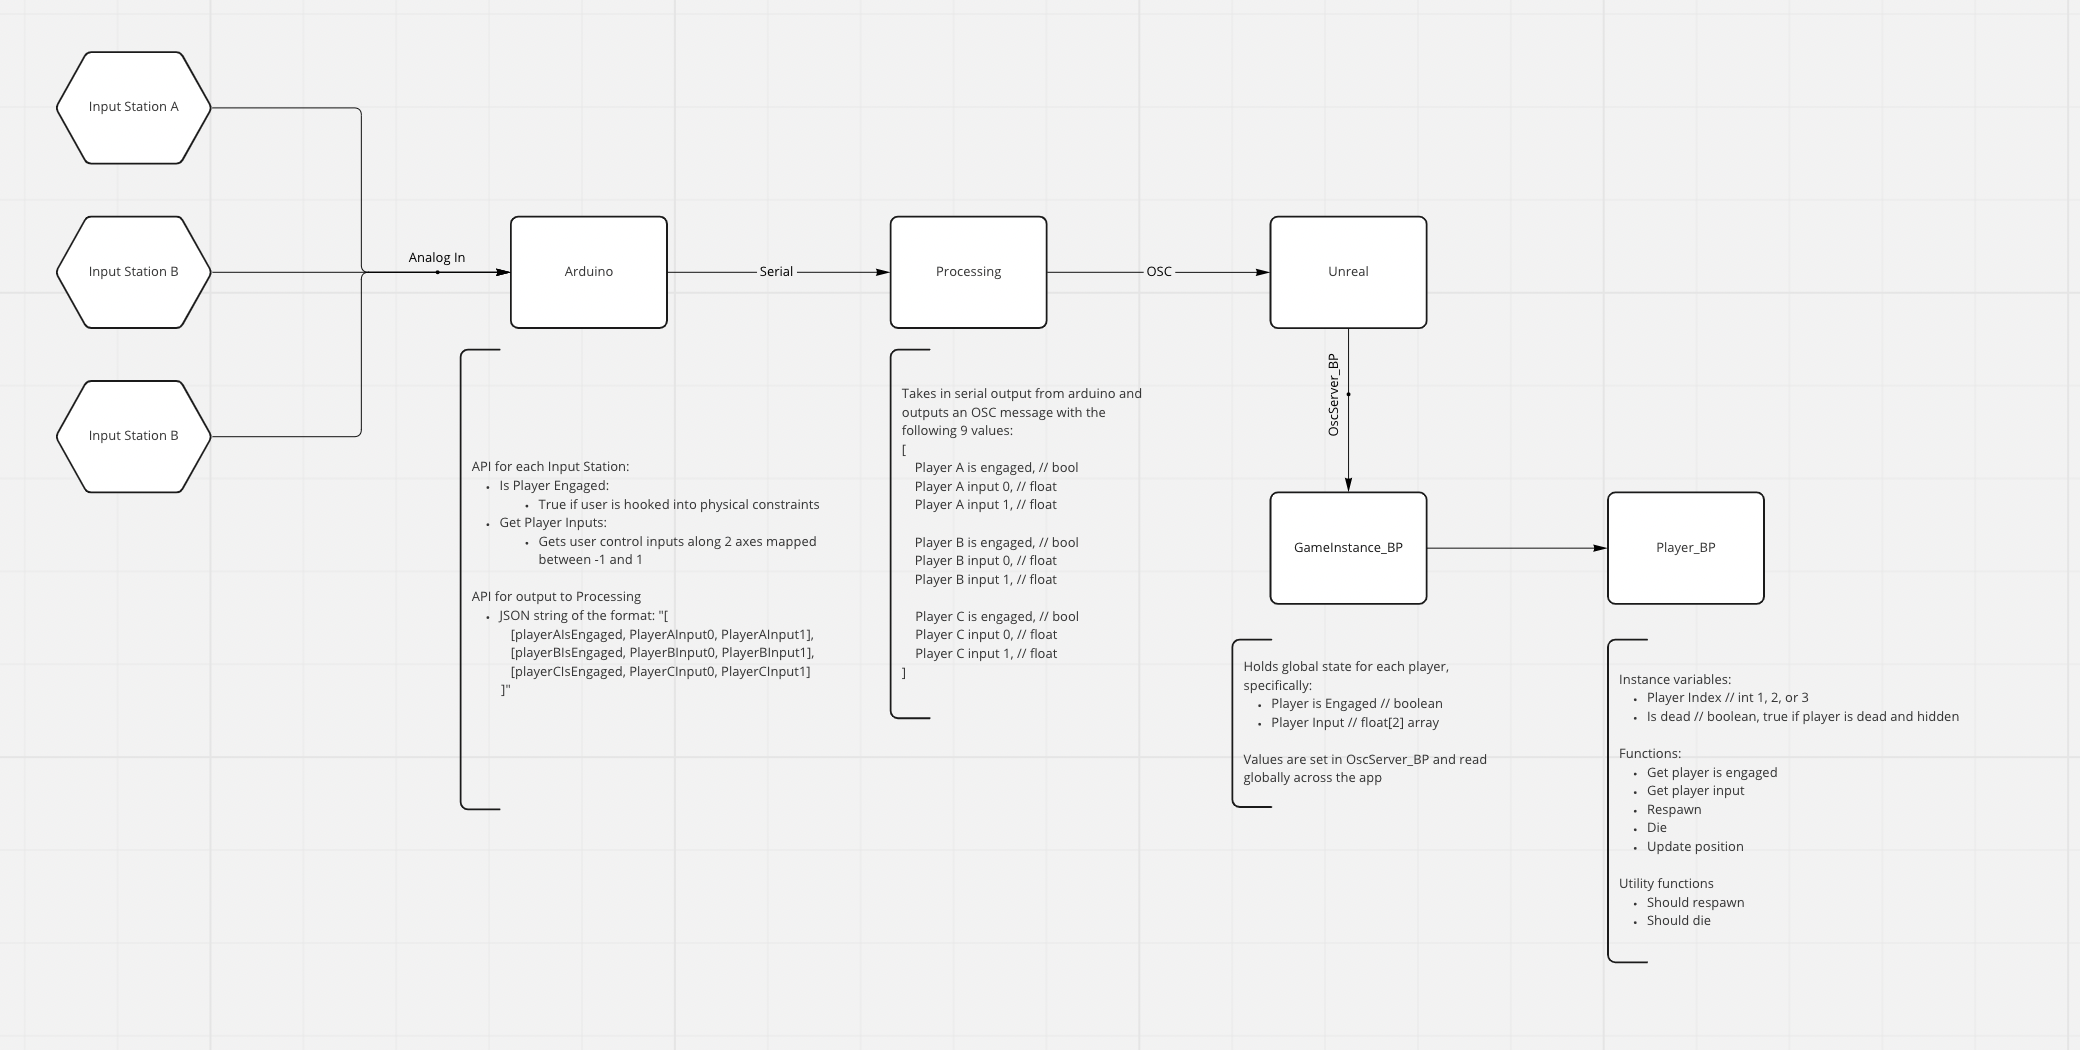 Input Station A
Input Station B
Input Station B
Analog In
Arduino
Serial
Processing
OSC
Unreal
OscServer_BP
GameInstance_BP
Player_BP
API for each Input Station:
• Is Player Engaged:
• True if user is hooked into physical constraints
• Get Player Inputs:
• Gets user control inputs along 2 axes mapped
between -1 and 1
API for output to Processing
• JSON string of the format: "[
[playerAIsEngaged, PlayerAInput0, PlayerAInput1],
[playerBIsEngaged, PlayerBInput0, PlayerBInput1],
[playerCIsEngaged, PlayerCInput0, PlayerCInput1]
]"
Takes in serial output from arduino and
outputs an OSC message with the
following 9 values:
[
Player A is engaged, // bool
Player A input 0, // float
Player A input 1, // float
Player B is engaged, // bool
Player B input 0, // float
Player B input 1, // float
Player C is engaged, // bool
Player C input 0, // float
Player C input 1, // float
]
Holds global state for each player,
specifically:
• Player is Engaged // boolean
• Player Input // float[2] array
Values are set in OscServer_BP and read
globally across the app
Instance variables:
• Player Index // int 1, 2, or 3
• Is dead // boolean, true if player is dead and hidden
Functions:
• Get player is engaged
• Get player input
• Respawn
• Die
• Update position
Utility functions
• Should respawn
• Should die